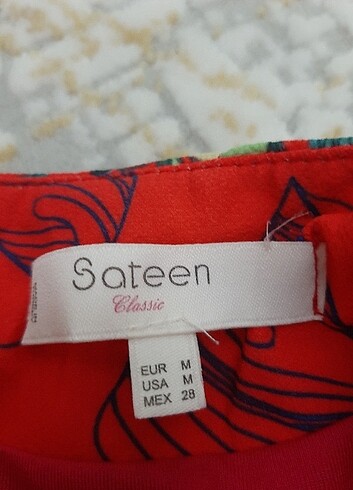 Sateen
Classic
EUR M
USA M
MEX 28